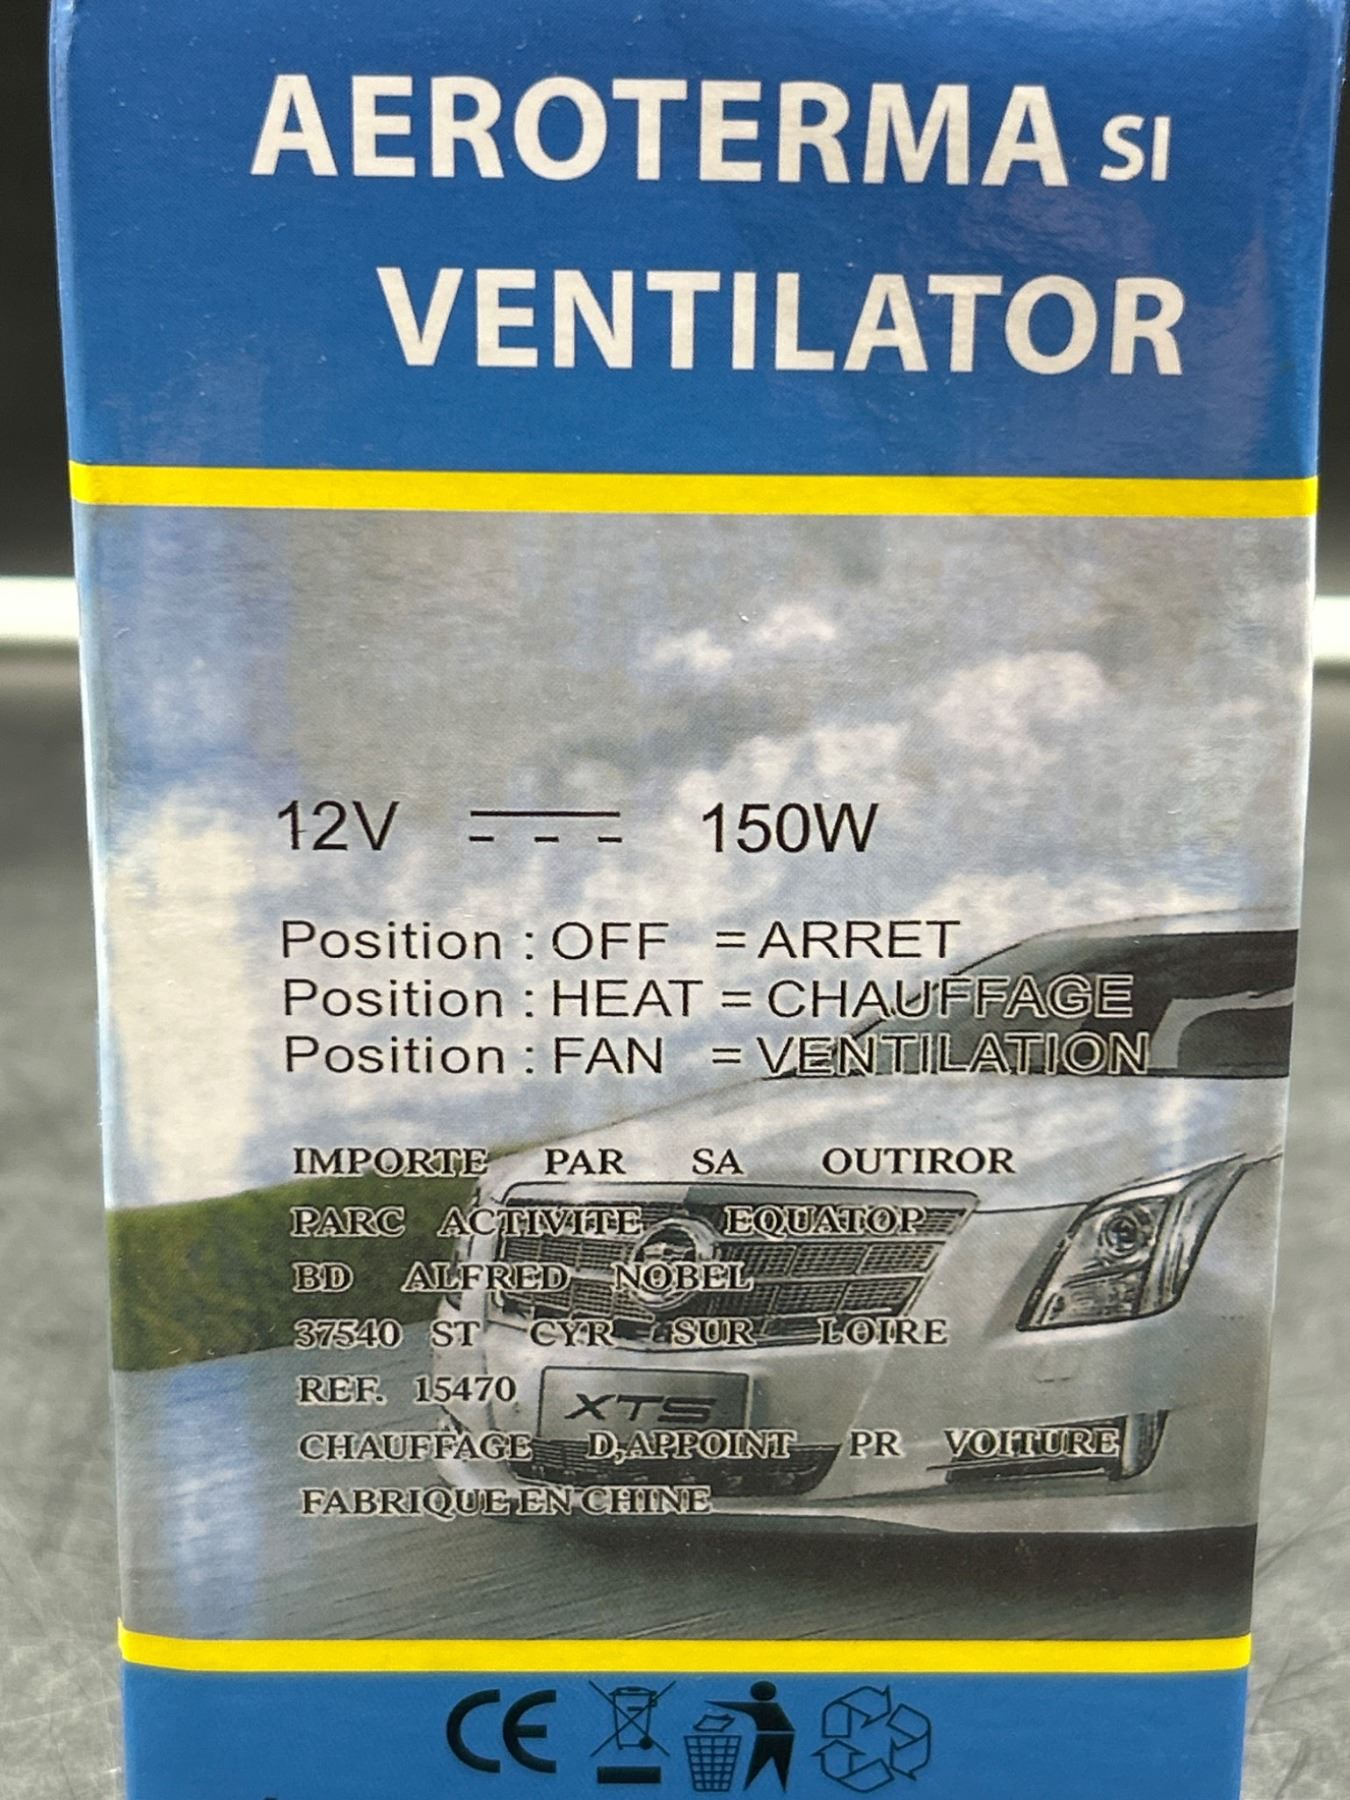 AEROTERMA SI
VENTILATOR
12V 150W
Position : OFF = ARRET
Position : HEAT = CHAUFFAGE
Position : FAN = VENTILATION
IMPORTE PAR SA OUTIROR
PARC ACTIVITE EQUATOP
BD ALFRED NOBEL
37540 ST CYR SUR LOIRE
REF. 15470
XTS
CHAUFFAGE D,APPOINT PR VOITURE
FABRIQUE EN CHINE
CE